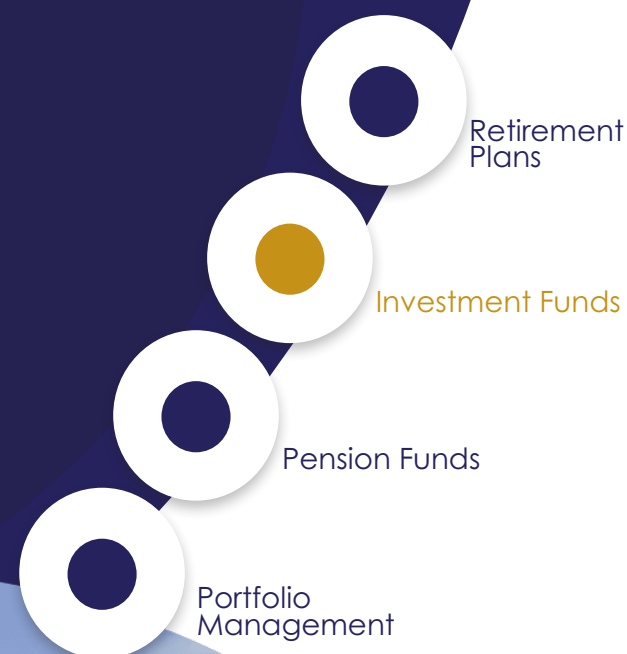 Retirement
Plans
Investment Funds
Pension Funds
Portfolio
Management